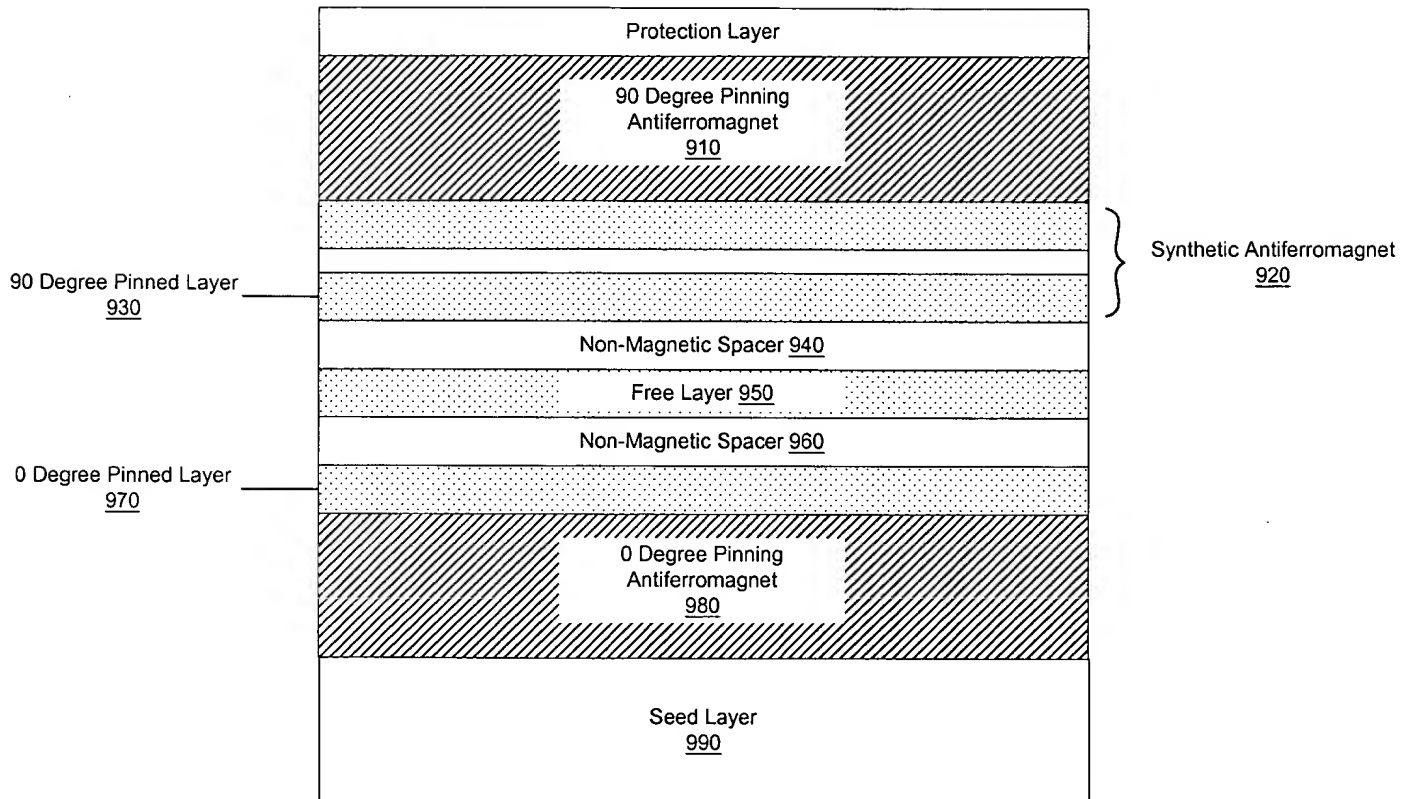 Protection Layer
90 Degree Pinning
Antiferromagnet
910
Synthetic Antiferromagnet
920
90 Degree Pinned Layer
930
Non-Magnetic Spacer 940
Free Layer 950
Non-Magnetic Spacer 960
0 Degree Pinned Layer
970
0 Degree Pinning
Antiferromagnet
980
Seed Layer
990